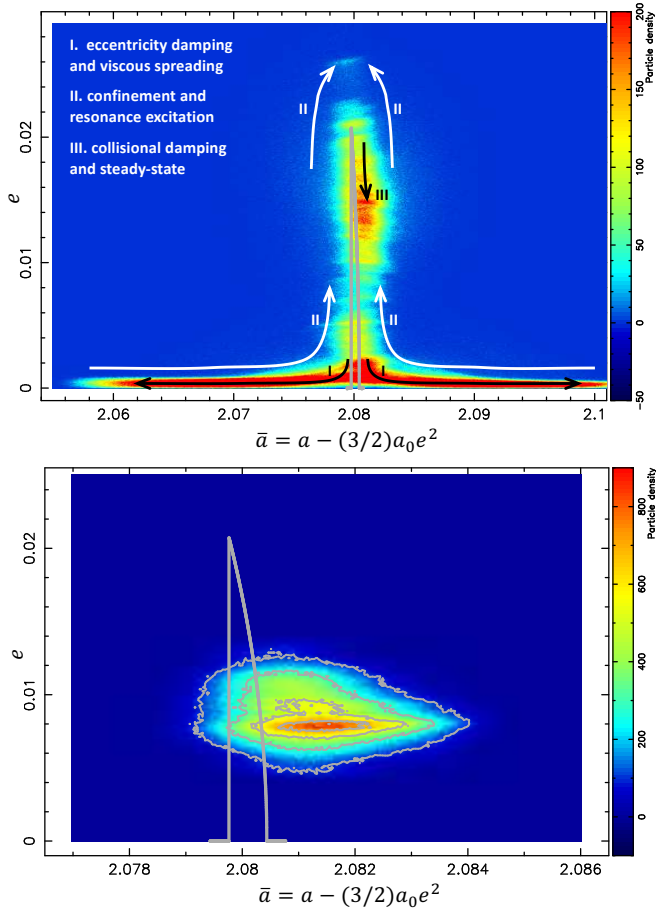 I. eccentricity damping
and viscous spreading
II. confinement and
resonance excitation
III. collisional damping
and steady-state
II
II
III
II
II
I
I
e
0
0.01
0.02
2.06
2.07
2.08
2.09
2.1
ā = a − (3/2)a₀e²
−50
0
50
100
150
200
Particle density
e
0
0.01
0.02
2.078
2.08
2.082
2.084
2.086
ā = a − (3/2)a₀e²
0
200
400
600
800
Particle density